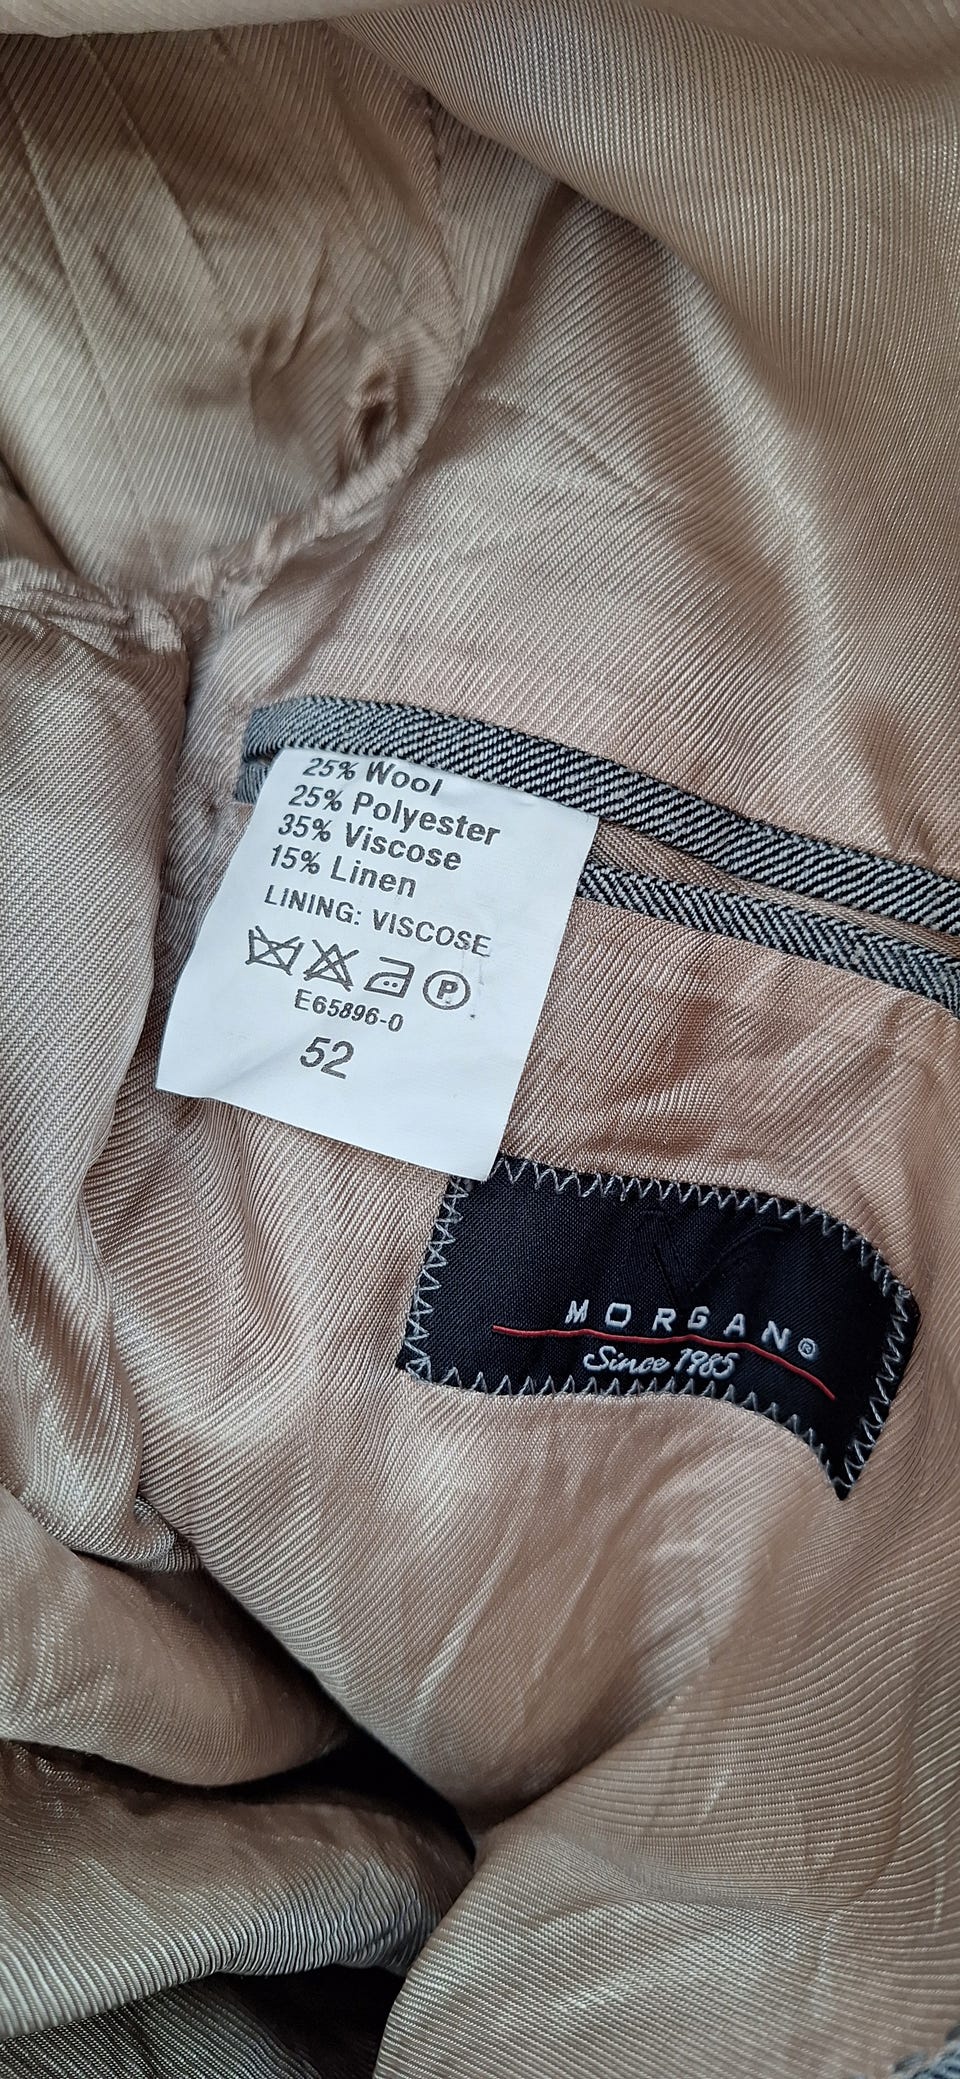 25% Wool
25% Polyester
35% Viscose
15% Linen
LINING: VISCOSE
P
E65896-0
52
MORGAN®
Since 1985